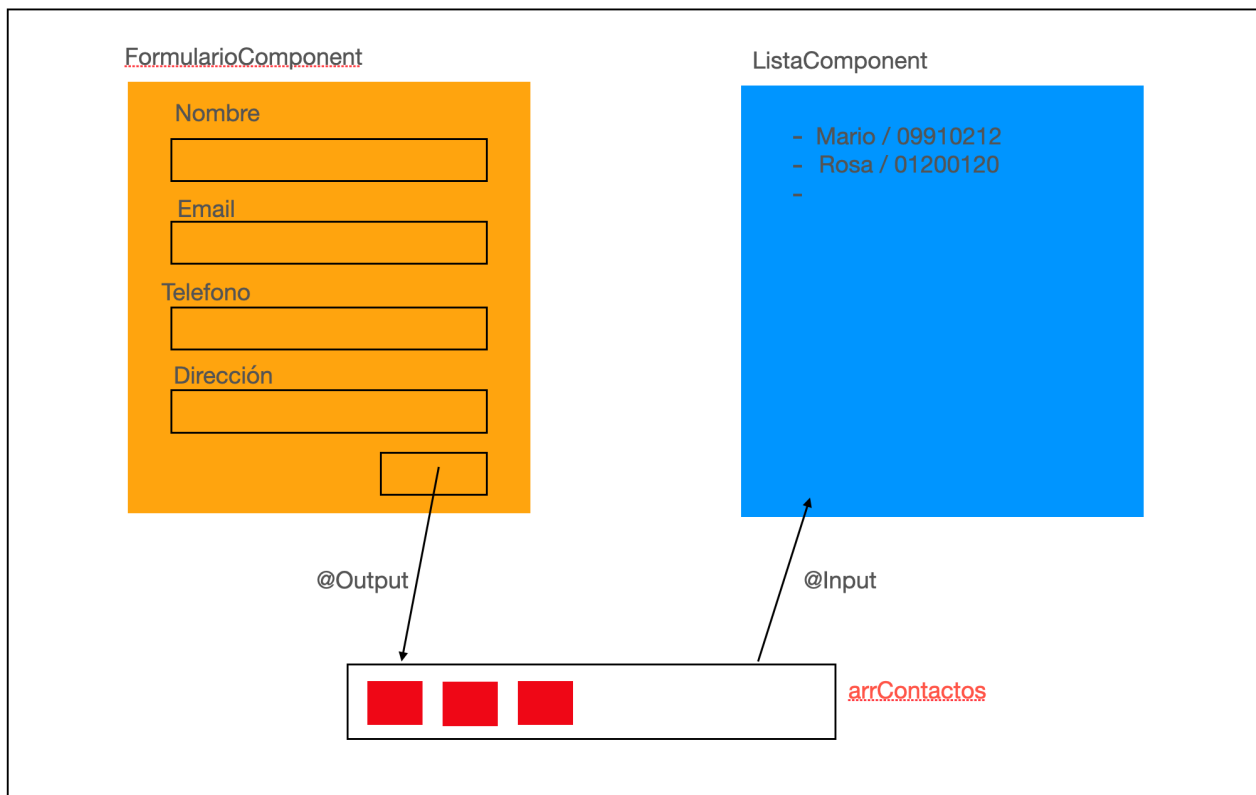 FormularioComponent
Nombre
Email
Telefono
Dirección
@Output
ListaComponent
- Mario / 09910212
- Rosa / 01200120
-
@Input
arrContactos